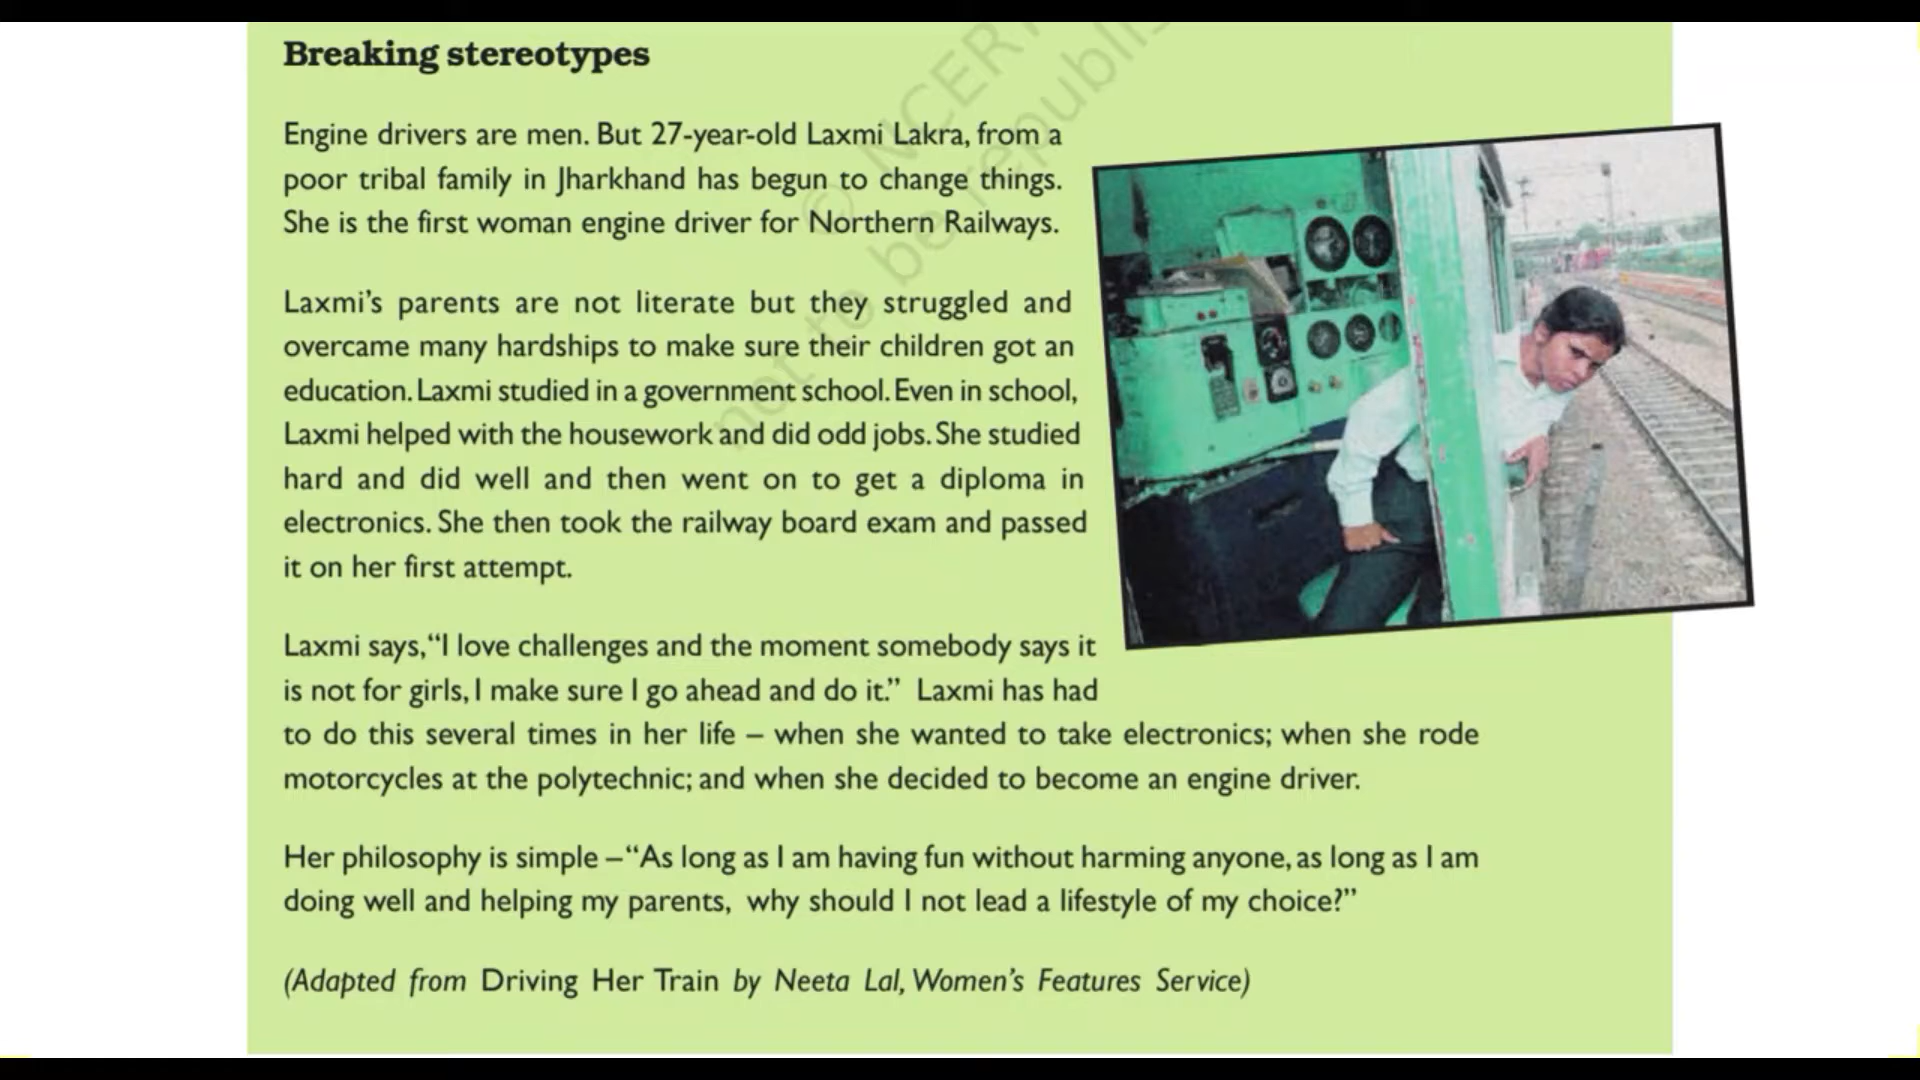 Breaking stereotypes
Engine drivers are men. But 27-year-old Laxmi Lakra, from a
poor tribal family in Jharkhand has begun to change things.
She is the first woman engine driver for Northern Railways.
Laxmi's parents are not literate but they struggled and
overcame many hardships to make sure their children got an
education. Laxmi studied in a government school. Even in school,
Laxmi helped with the housework and did odd jobs. She studied
hard and did well and then went on to get a diploma in
electronics. She then took the railway board exam and passed
it on her first attempt.
Laxmi says, “I love challenges and the moment somebody says it
is not for girls, I make sure I go ahead and do it.” Laxmi has had
to do this several times in her life – when she wanted to take electronics; when she rode
motorcycles at the polytechnic; and when she decided to become an engine driver.
Her philosophy is simple – “As long as I am having fun without harming anyone, as long as I am
doing well and helping my parents, why should I not lead a lifestyle of my choice?”
(Adapted from Driving Her Train by Neeta Lal, Women's Features Service)
© NCERT
not to be republis